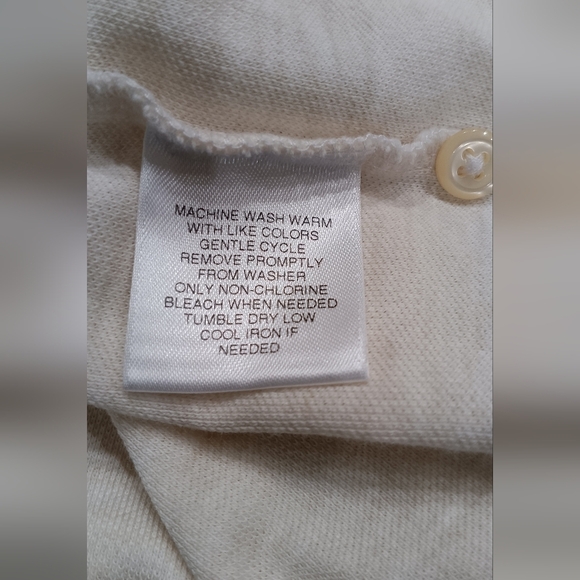 MACHINE WASH WARM
WITH LIKE COLORS
GENTLE CYCLE
REMOVE PROMPTLY
FROM WASHER
ONLY NON-CHLORINE
BLEACH WHEN NEEDED
TUMBLE DRY LOW
COOL IRON IF
NEEDED